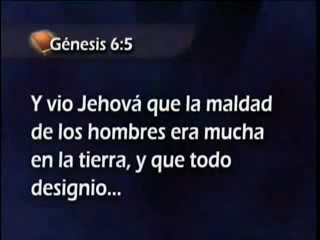 Génesis 6:5
Y vio Jehová que la maldad
de los hombres era mucha
en la tierra, y que todo
designio...